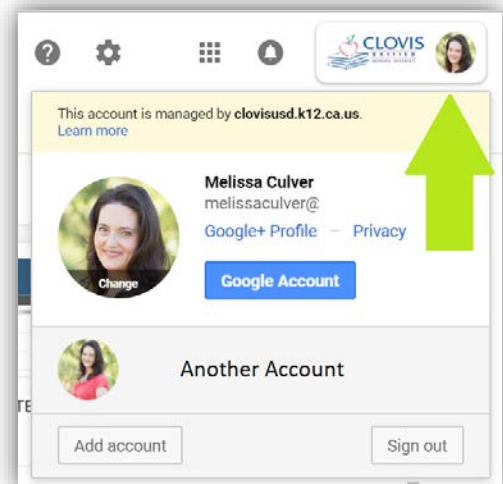 CLOVIS
UNIFIED
SCHOOL DISTRICT
This account is managed by clovisusd.k12.ca.us.
Learn more
Melissa Culver
melissaculver@
Google+ Profile – Privacy
Change
Google Account
Another Account
TE
Add account
Sign out